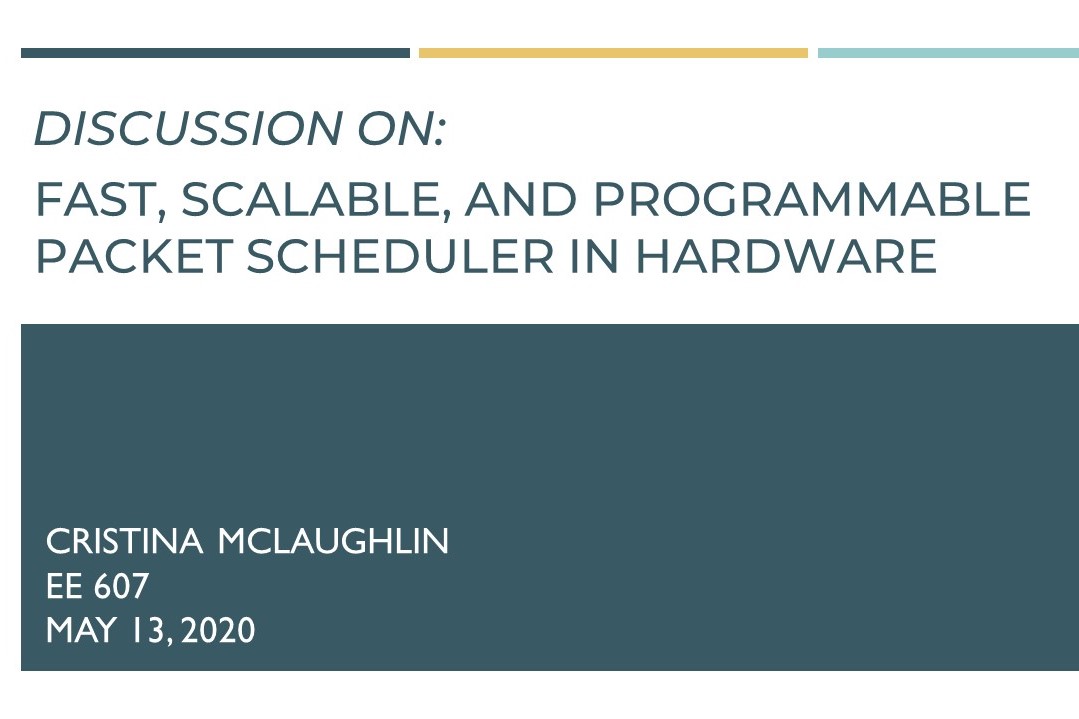 DISCUSSION ON:
FAST, SCALABLE, AND PROGRAMMABLE
PACKET SCHEDULER IN HARDWARE
CRISTINA MCLAUGHLIN
EE 607
MAY 13, 2020